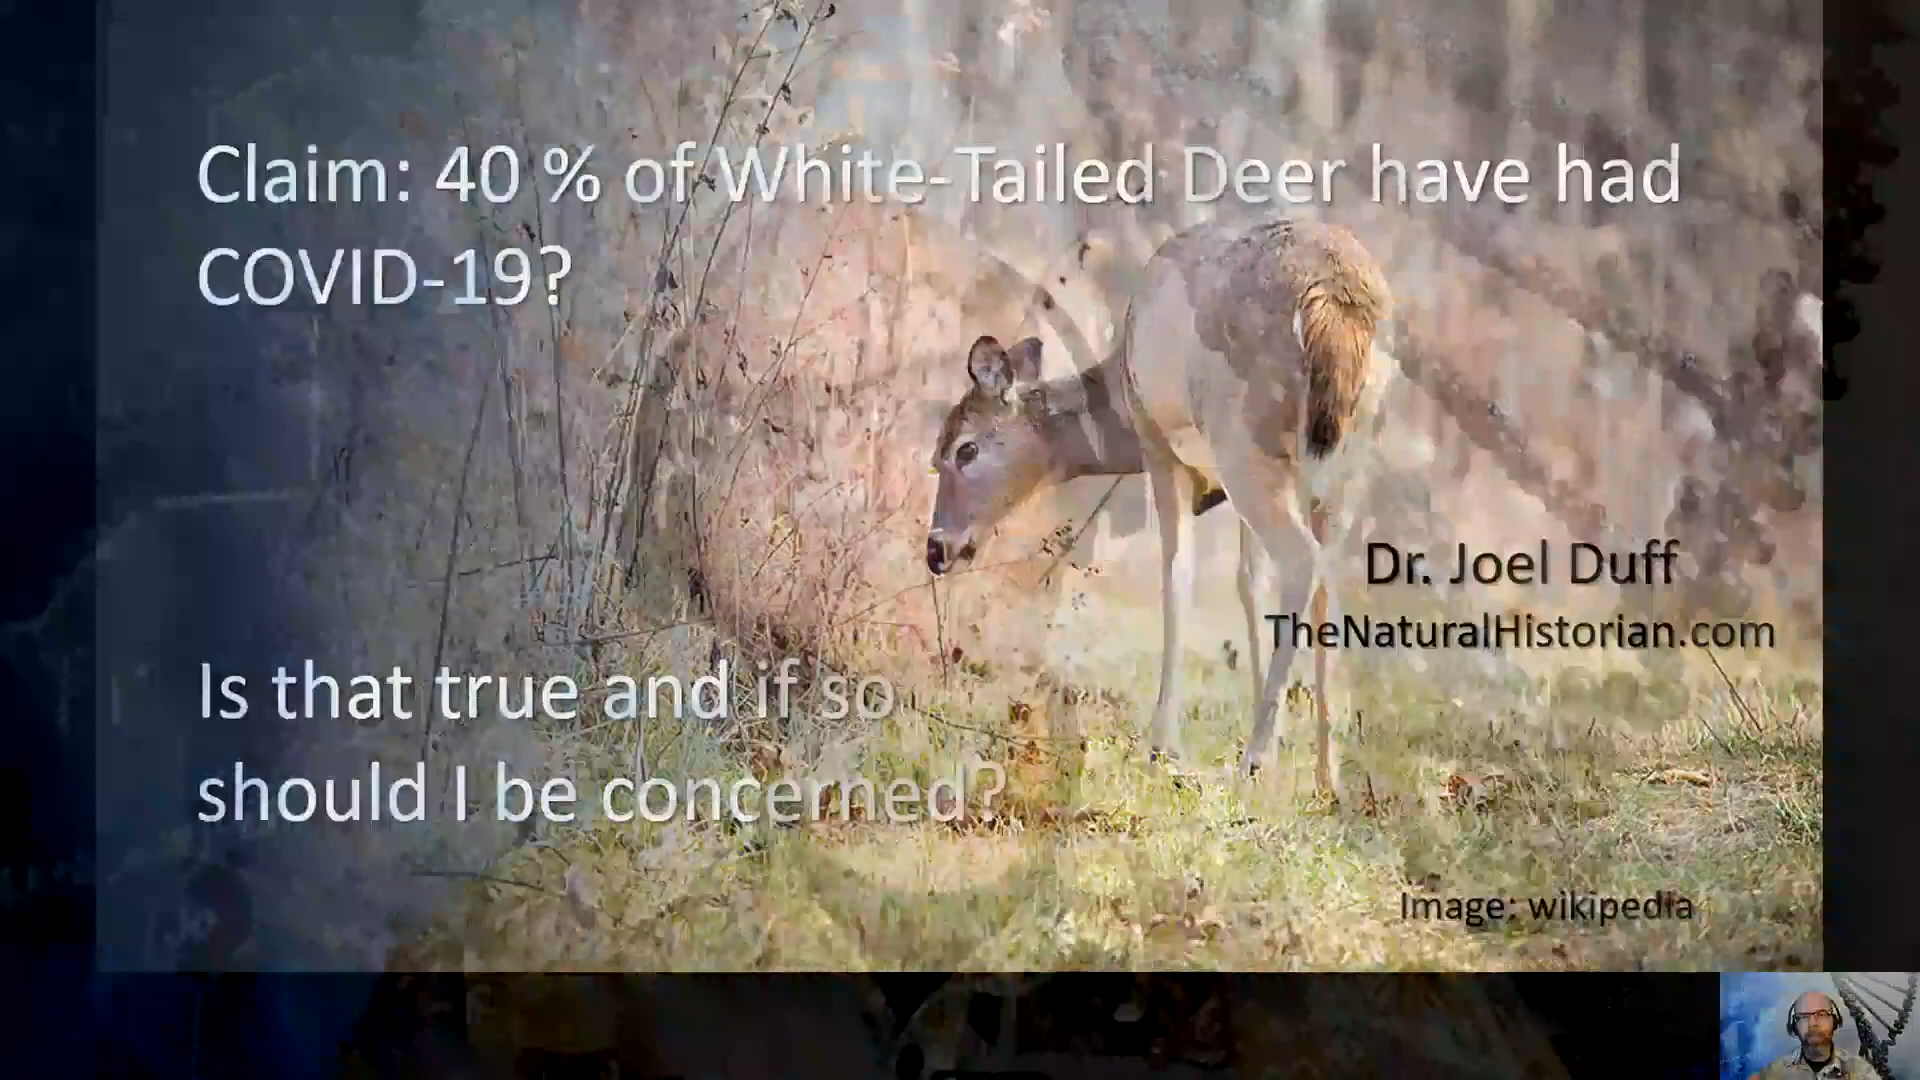 Claim: 40 % of White-Tailed Deer have had
COVID-19?
Dr. Joel Duff
TheNaturalHistorian.com
Is that true and if so
should I be concerned?
Image: wikipedia